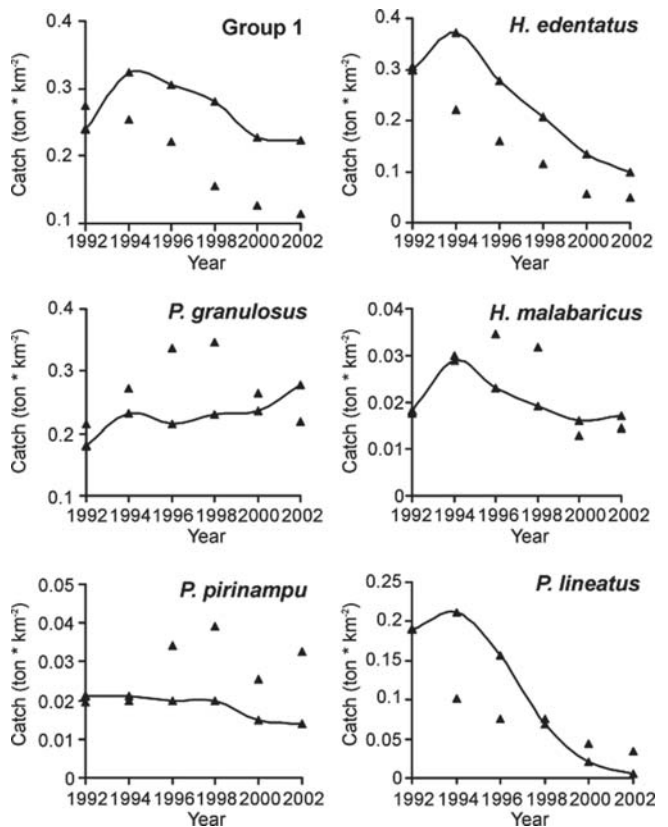 Group 1
Catch (ton * km⁻²)
0.4
0.3
0.2
0.1
1992 1994 1996 1998 2000 2002
Year
H. edentatus
Catch (ton * km⁻²)
0.4
0.3
0.2
0.1
0
1992 1994 1996 1998 2000 2002
Year
P. granulosus
Catch (ton * km⁻²)
0.4
0.3
0.2
0.1
1992 1994 1996 1998 2000 2002
Year
H. malabaricus
Catch (ton * km⁻²)
0.04
0.03
0.02
0.01
0
1992 1994 1996 1998 2000 2002
Year
P. pirinampu
Catch (ton * km⁻²)
0.05
0.04
0.03
0.02
0.01
0
1992 1994 1996 1998 2000 2002
Year
P. lineatus
Catch (ton * km⁻²)
0.25
0.2
0.15
0.1
0.05
0
1992 1994 1996 1998 2000 2002
Year